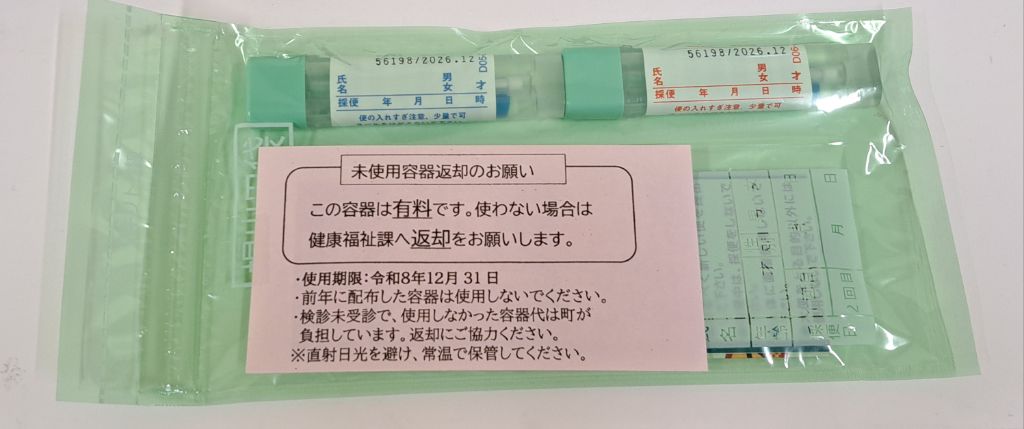 56198/2026.12
D05
氏名 男女 才
採便 年 月 日 時
便の入れすぎ注意、少量で可
56198/2026.12
D05
氏名 男女 才
採便 年 月 日 時
便の入れすぎ注意、少量で可
未使用容器返却のお願い
この容器は有料です。使わない場合は
健康福祉課へ返却をお願いします。
・使用期限：令和8年12月31日
・前年に配布した容器は使用しないでください。
・検診未受診で、使用しなかった容器代は町が
負担しています。返却にご協力ください。
※直射日光を避け、常温で保管してください。
2回目 月 日